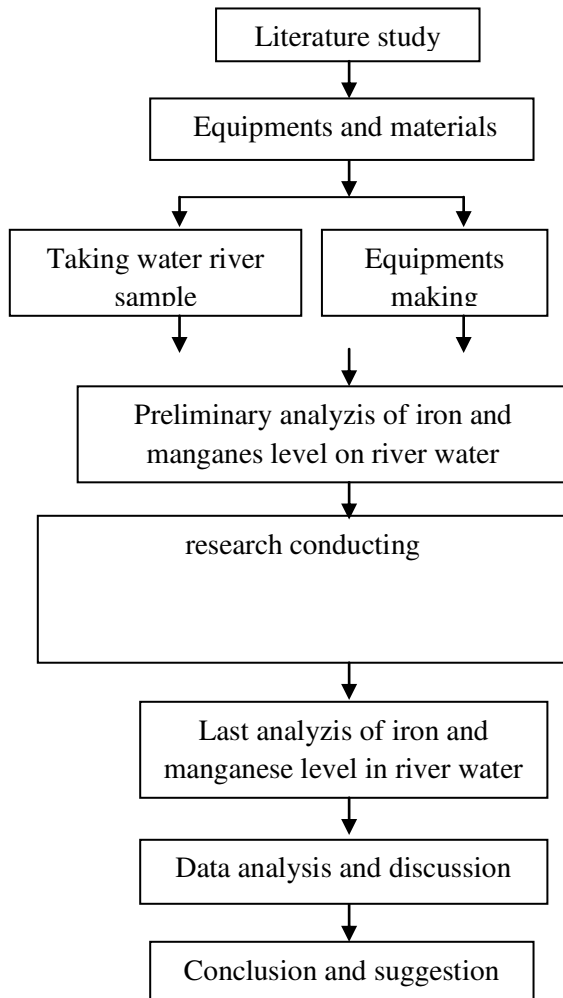 Literature study
Equipments and materials
Taking water river
sample
Equipments
making
Preliminary analyzis of iron and
manganes level on river water
research conducting
Last analyzis of iron and
manganese level in river water
Data analysis and discussion
Conclusion and suggestion